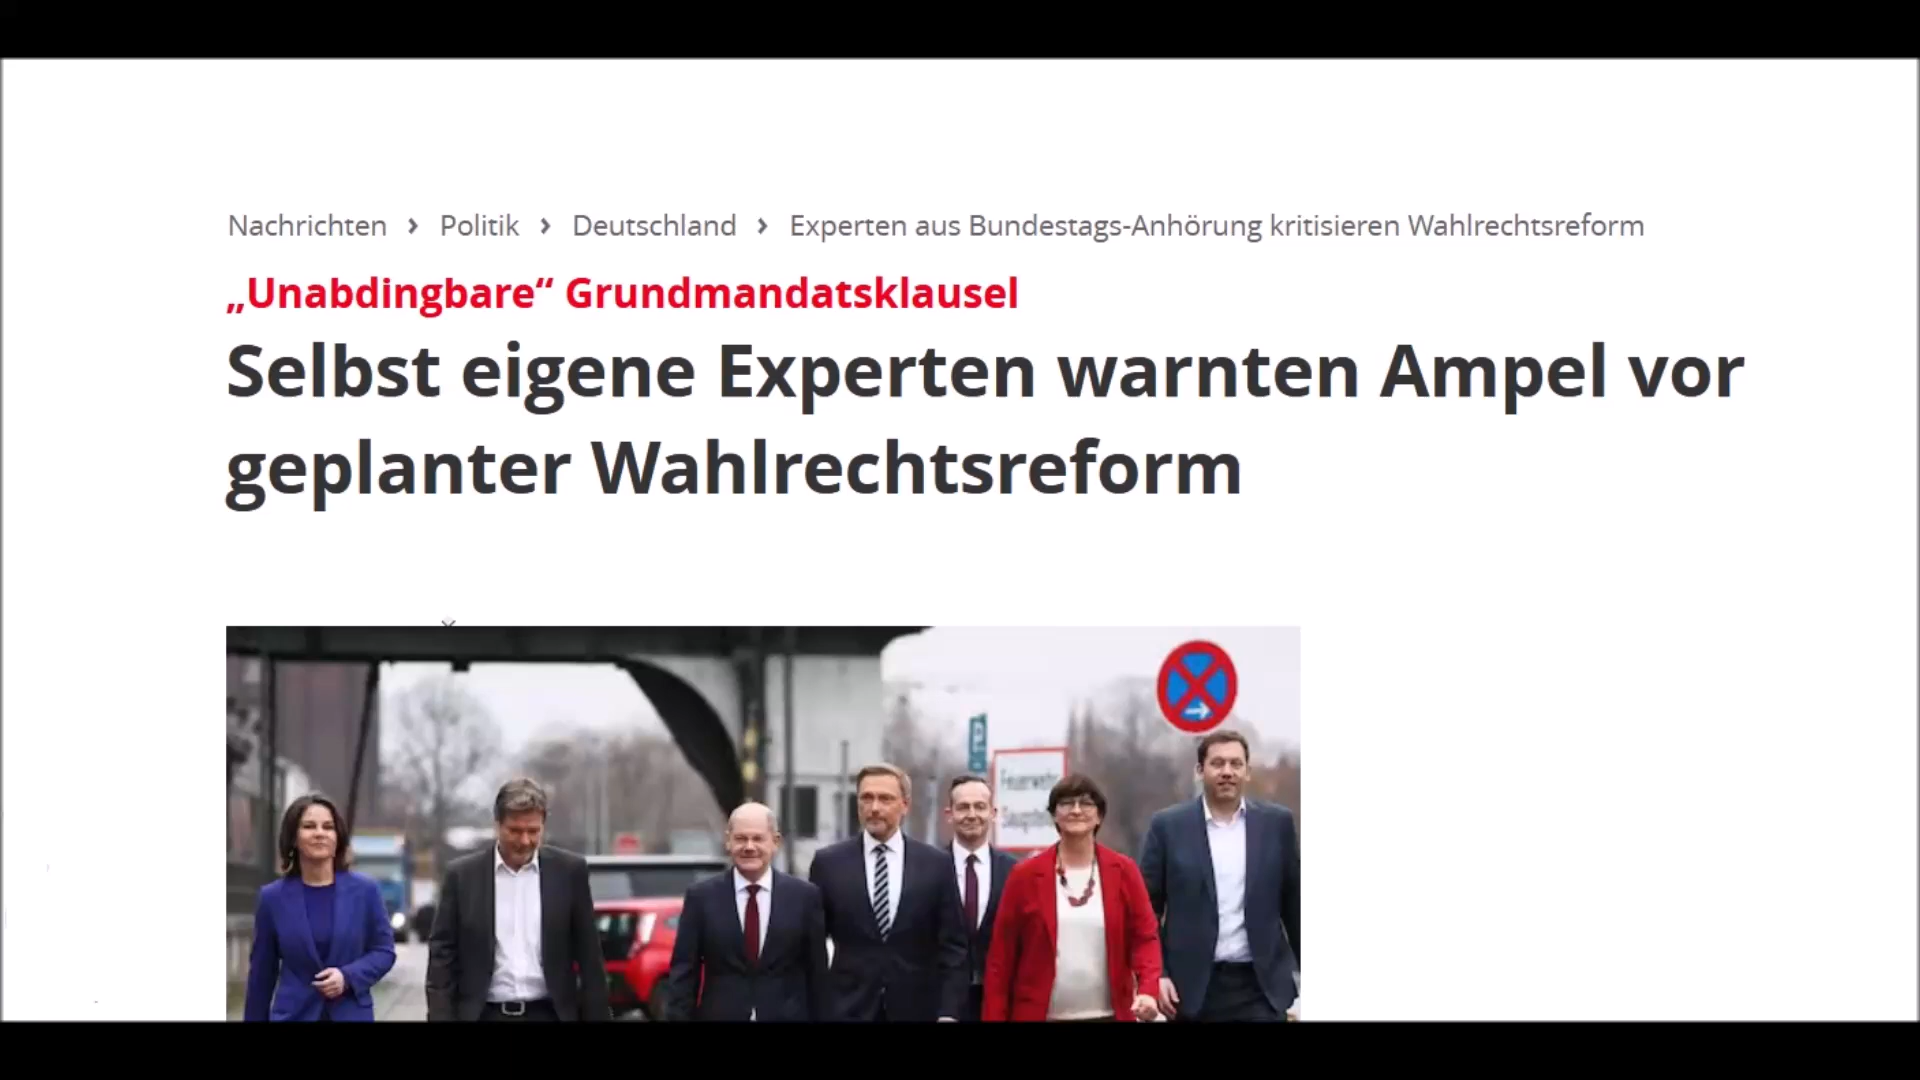 Nachrichten › Politik › Deutschland › Experten aus Bundestags-Anhörung kritisieren Wahlrechtsreform
„Unabdingbare“ Grundmandatsklausel
Selbst eigene Experten warnten Ampel vor
geplanter Wahlrechtsreform
Feuerwehr